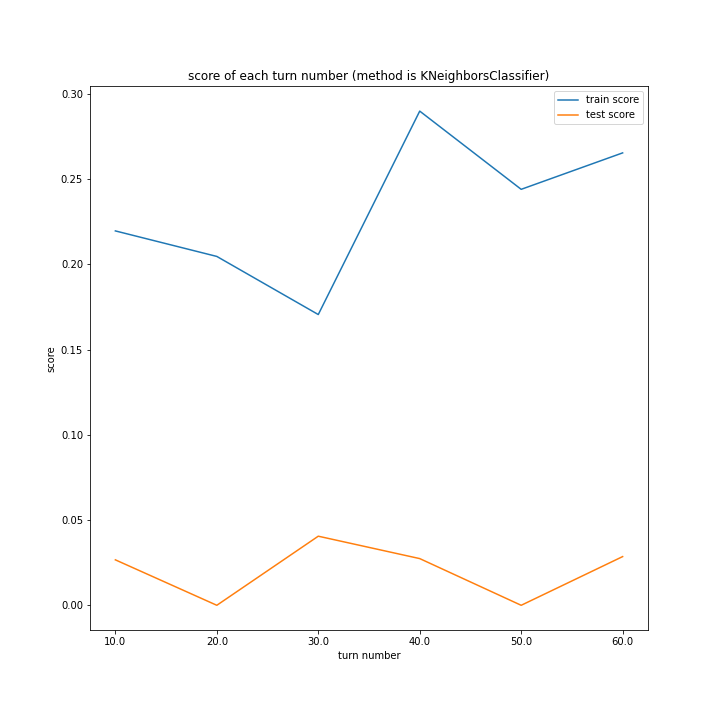 score of each turn number (method is KNeighborsClassifier)
train score
test score
0.30
0.25
0.20
0.15
0.10
0.05
0.00
score
10.0 20.0 30.0 40.0 50.0 60.0
turn number